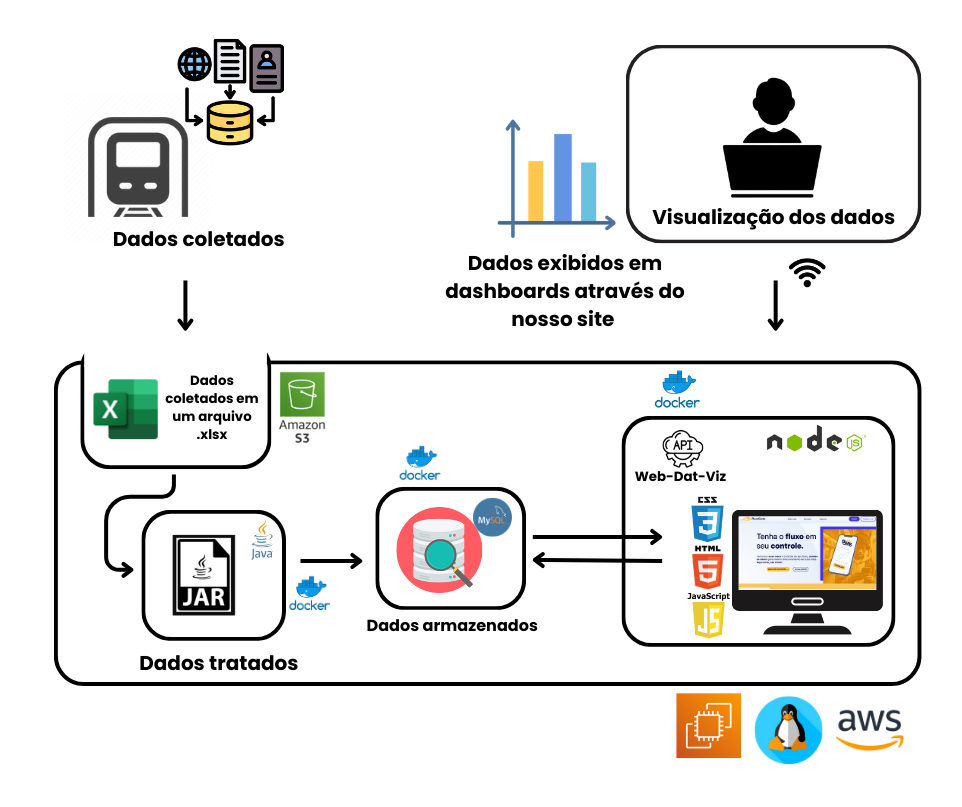 Dados coletados
Visualização dos dados
Dados exibidos em
dashboards através do
nosso site
X
Dados
coletados em
um arquivo
.xlsx
Amazon
S3
docker
API
Web-Dat-Viz
node
JS
docker
MySQL
Java
JAR
docker
Dados armazenados
Dados tratados
CSS
3
HTML
5
JavaScript
JS
Tenha o fluxo em
seu controle.
aws